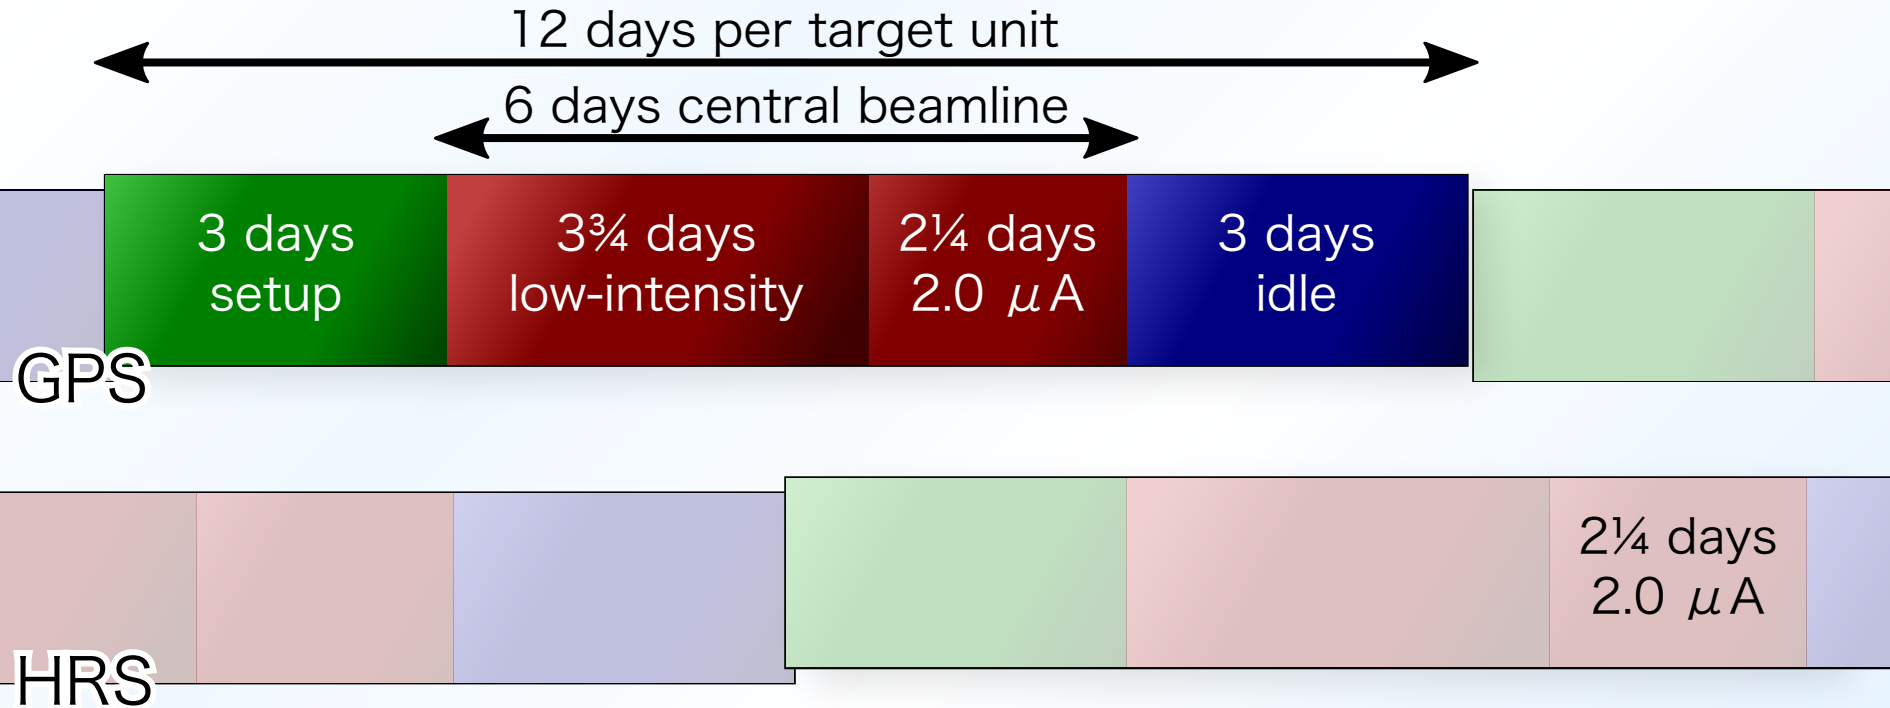 12 days per target unit
6 days central beamline
3 days
setup
3¾ days
low-intensity
2¼ days
2.0 μA
3 days
idle
GPS
2¼ days
2.0 μA
HRS